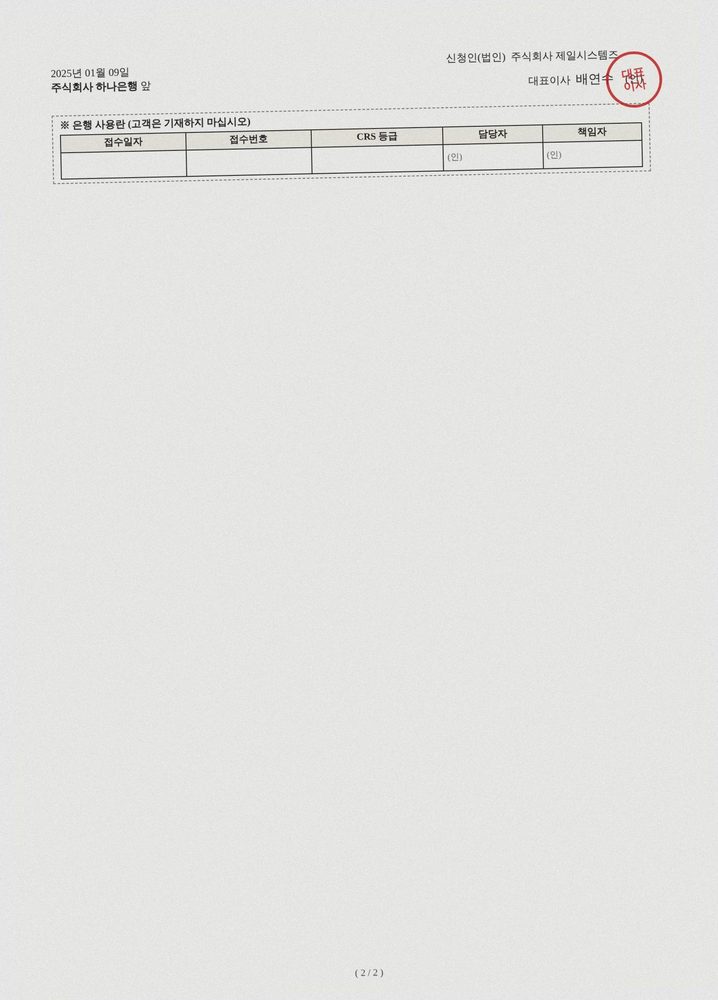 신청인(법인) 주식회사 제일시스템즈
2025년 01월 09일
대표이사 배연수 (인)
대표
이사
주식회사 하나은행 앞
※ 은행 사용란 (고객은 기재하지 마십시오)
접수일자 접수번호 CRS 등급 담당자 책임자
(인) (인)
( 2 / 2 )